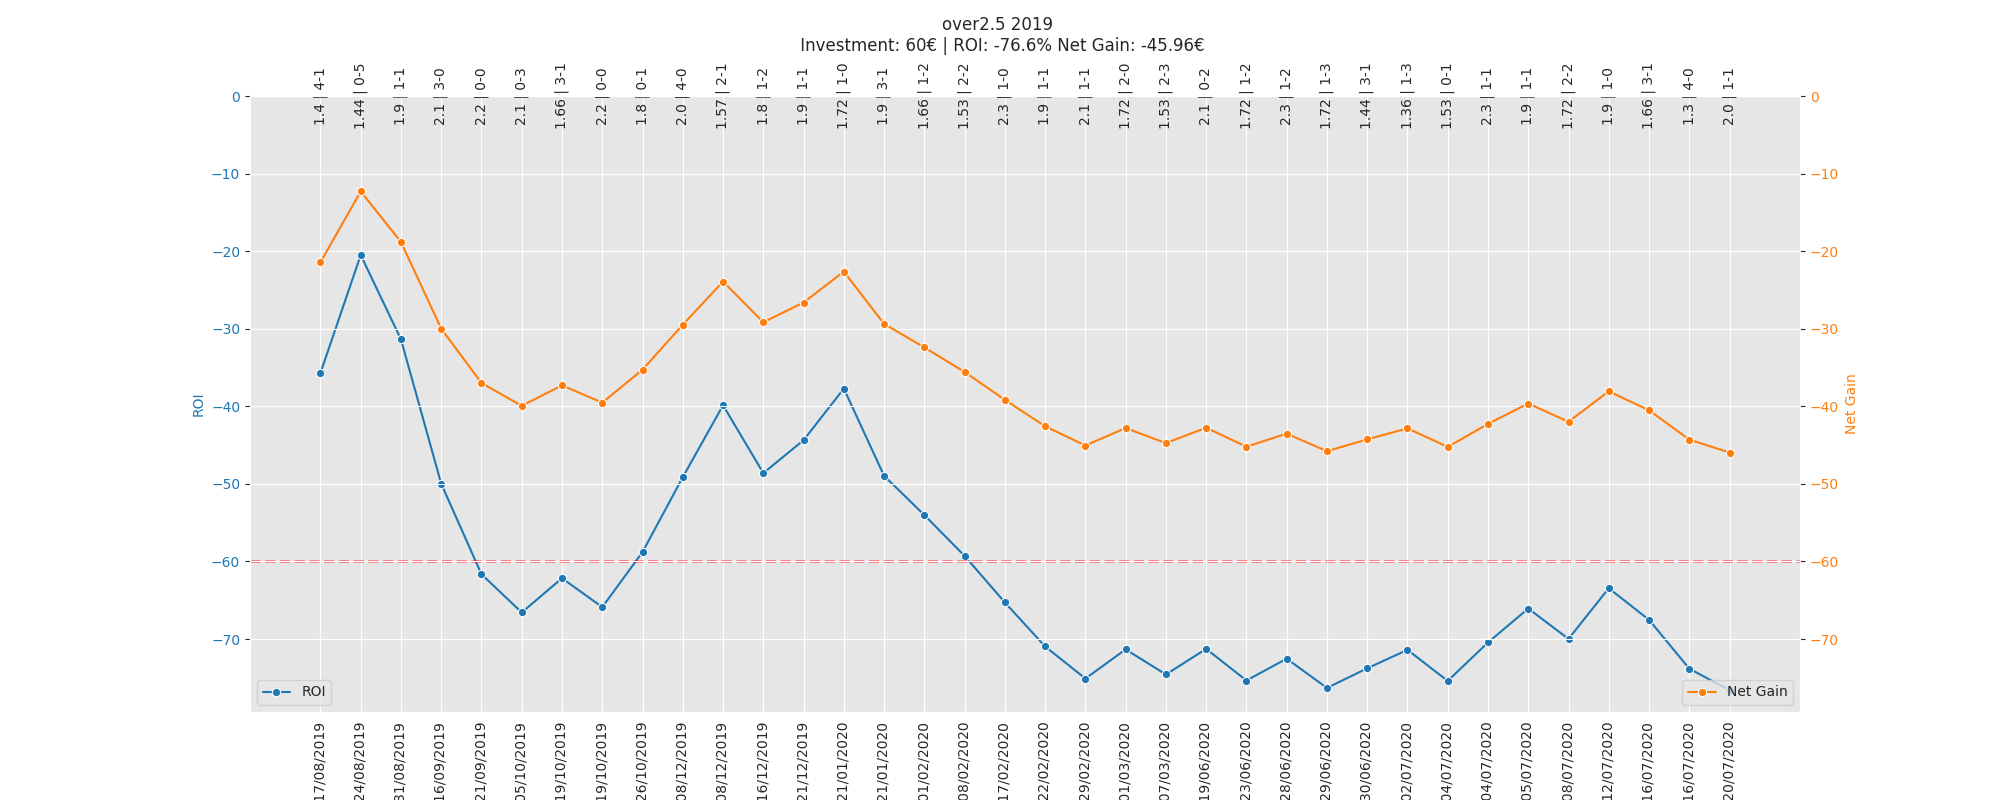 over2.5 2019
Investment: 60€ | ROI: -76.6% Net Gain: -45.96€
1.4 | 4-1
1.44 | 0-5
1.9 | 1-1
2.1 | 3-0
2.2 | 0-0
2.1 | 0-3
1.66 | 3-1
2.2 | 0-0
1.8 | 0-1
2.0 | 4-0
1.57 | 2-1
1.8 | 1-2
1.9 | 1-1
1.72 | 1-0
1.9 | 3-1
1.66 | 1-2
1.53 | 2-2
2.3 | 1-0
1.9 | 1-1
2.1 | 1-1
1.72 | 2-0
1.53 | 2-3
2.1 | 0-2
1.72 | 1-2
2.3 | 1-2
1.72 | 1-3
1.44 | 3-1
1.36 | 1-3
1.53 | 0-1
2.3 | 1-1
1.9 | 1-1
1.72 | 2-2
1.9 | 1-0
1.66 | 3-1
1.3 | 4-0
2.0 | 1-1
0
−10
−20
−30
−40
−50
−60
−70
ROI
0
−10
−20
−30
−40
−50
−60
−70
Net Gain
ROI
Net Gain
17/08/2019
24/08/2019
31/08/2019
16/09/2019
21/09/2019
05/10/2019
19/10/2019
19/10/2019
26/10/2019
08/12/2019
08/12/2019
16/12/2019
21/12/2019
21/01/2020
21/01/2020
01/02/2020
08/02/2020
17/02/2020
22/02/2020
29/02/2020
01/03/2020
07/03/2020
19/06/2020
23/06/2020
28/06/2020
29/06/2020
30/06/2020
02/07/2020
04/07/2020
04/07/2020
05/07/2020
08/07/2020
12/07/2020
16/07/2020
16/07/2020
20/07/2020